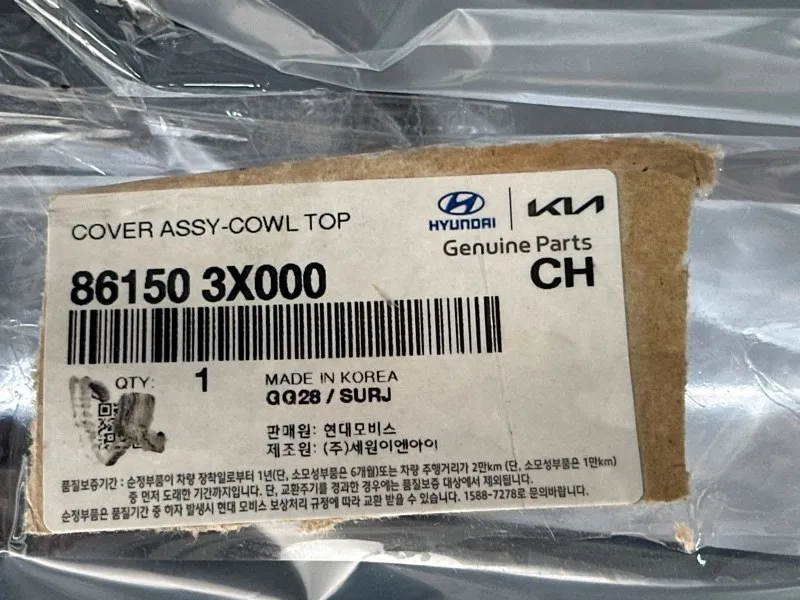 COVER ASSY-COWL TOP
HYUNDAI
KIA
Genuine Parts
86150 3X000
CH
QTY: 1
MADE IN KOREA
GG28 / SURJ
판매원: 현대모비스
제조원: (주)세원이엔아이
품질보증기간 : 순정부품이 차량 장착일로부터 1년(단, 소모성부품은 6개월)또는 차량 주행거리가 2만km (단, 소모성부품은 1만km)
중 먼저 도래한 기간까지입니다. 단, 교환주기를 경과한 경우에는 품질보증 대상에서 제외됩니다.
순정부품은 품질기간 중 하자 발생시 현대 모비스 보상처리 규정에 따라 교환 받을 수 있습니다. 1588-7278로 문의바랍니다.